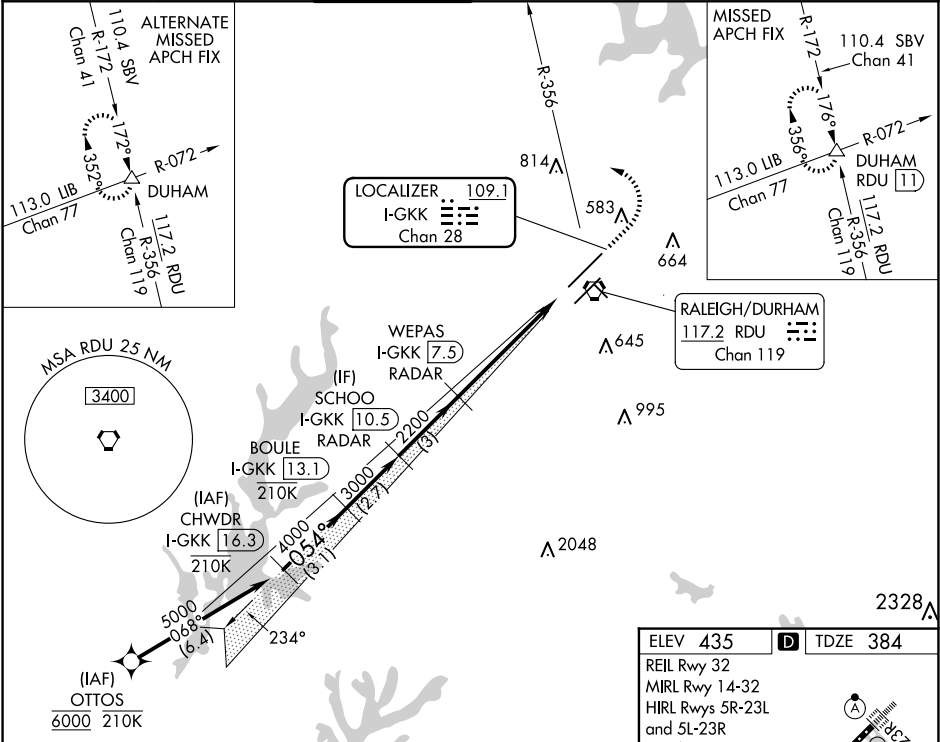 ALTERNATE
MISSED
APCH FIX
110.4 SBV
Chan 41
R-172
172°
352°
R-072
DUHAM
113.0 LIB
Chan 77
117.2 RDU
R-356
Chan 119
MISSED
APCH FIX
R-172
110.4 SBV
Chan 41
176°
356°
R-072
DUHAM
RDU 11
113.0 LIB
Chan 77
117.2 RDU
R-356
Chan 119
R-356
814
583
664
LOCALIZER 109.1
I-GKK
Chan 28
RALEIGH/DURHAM
117.2 RDU
Chan 119
645
995
2048
2328
MSA RDU 25 NM
3400
WEPAS
I-GKK 7.5
RADAR
(IF)
SCHOO
I-GKK 10.5
RADAR
BOULE
I-GKK 13.1
210K
(IAF)
CHWDR
I-GKK 16.3
210K
2200
(3)
3000
(2.7)
4000
054°
(3.1)
5000
068°
(6.4)
234°
(IAF)
OTTOS
6000 210K
ELEV 435 D TDZE 384
REIL Rwy 32
MIRL Rwy 14-32
HIRL Rwys 5R-23L
and 5L-23R
A
23R